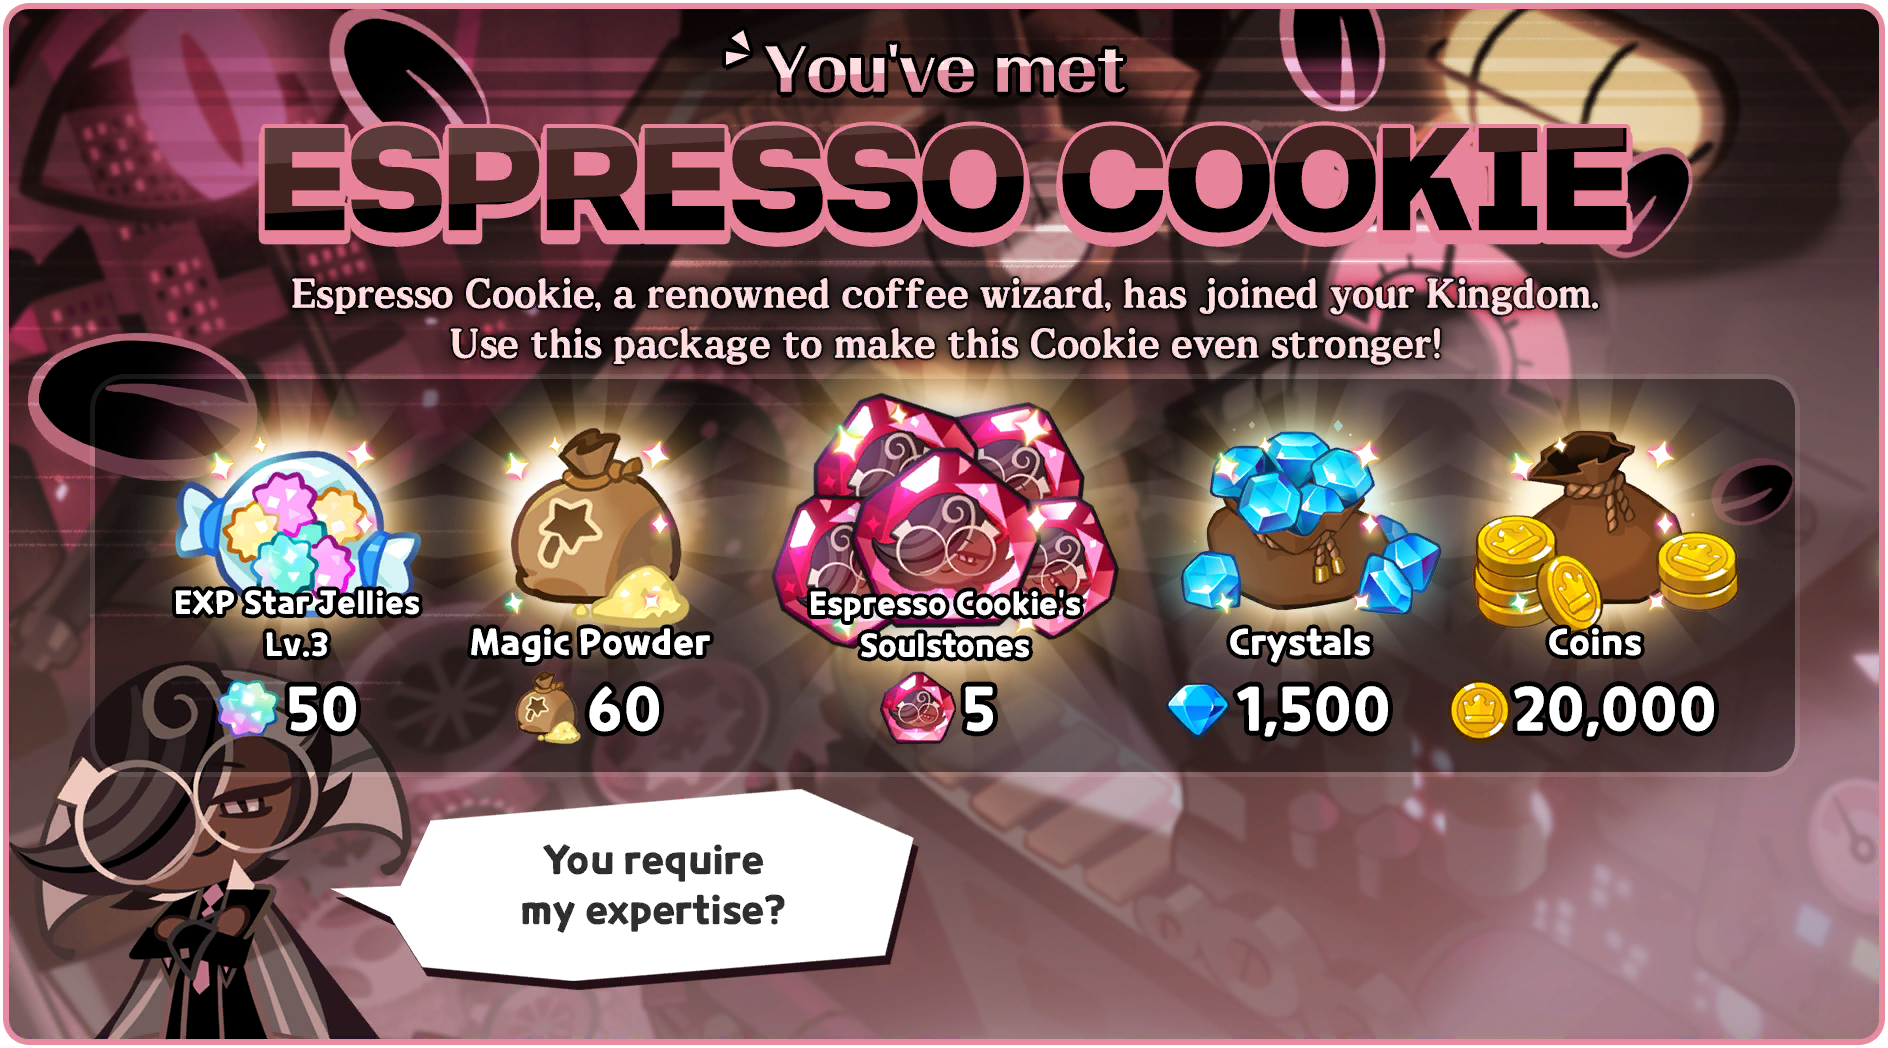 You've met
ESPRESSO COOKIE
Espresso Cookie, a renowned coffee wizard, has joined your Kingdom.
Use this package to make this Cookie even stronger!
EXP Star Jellies
Lv.3
50
Magic Powder
60
Espresso Cookie's
Soulstones
5
Crystals
1,500
Coins
20,000
You require
my expertise?